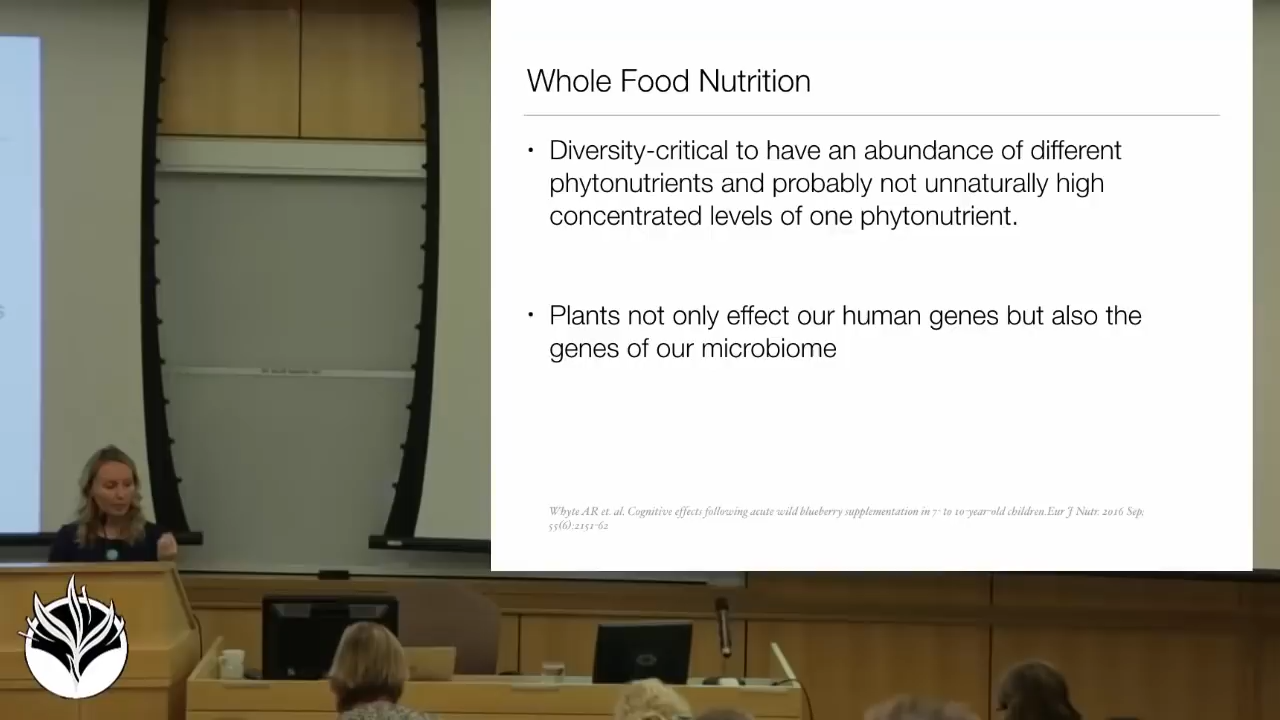 Whole Food Nutrition
• Diversity-critical to have an abundance of different
phytonutrients and probably not unnaturally high
concentrated levels of one phytonutrient.
• Plants not only effect our human genes but also the
genes of our microbiome
Whyte AR et. al. Cognitive effects following acute wild blueberry supplementation in 7- to 10-year-old children.Eur J Nutr. 2016 Sep;
55(6):2151-62